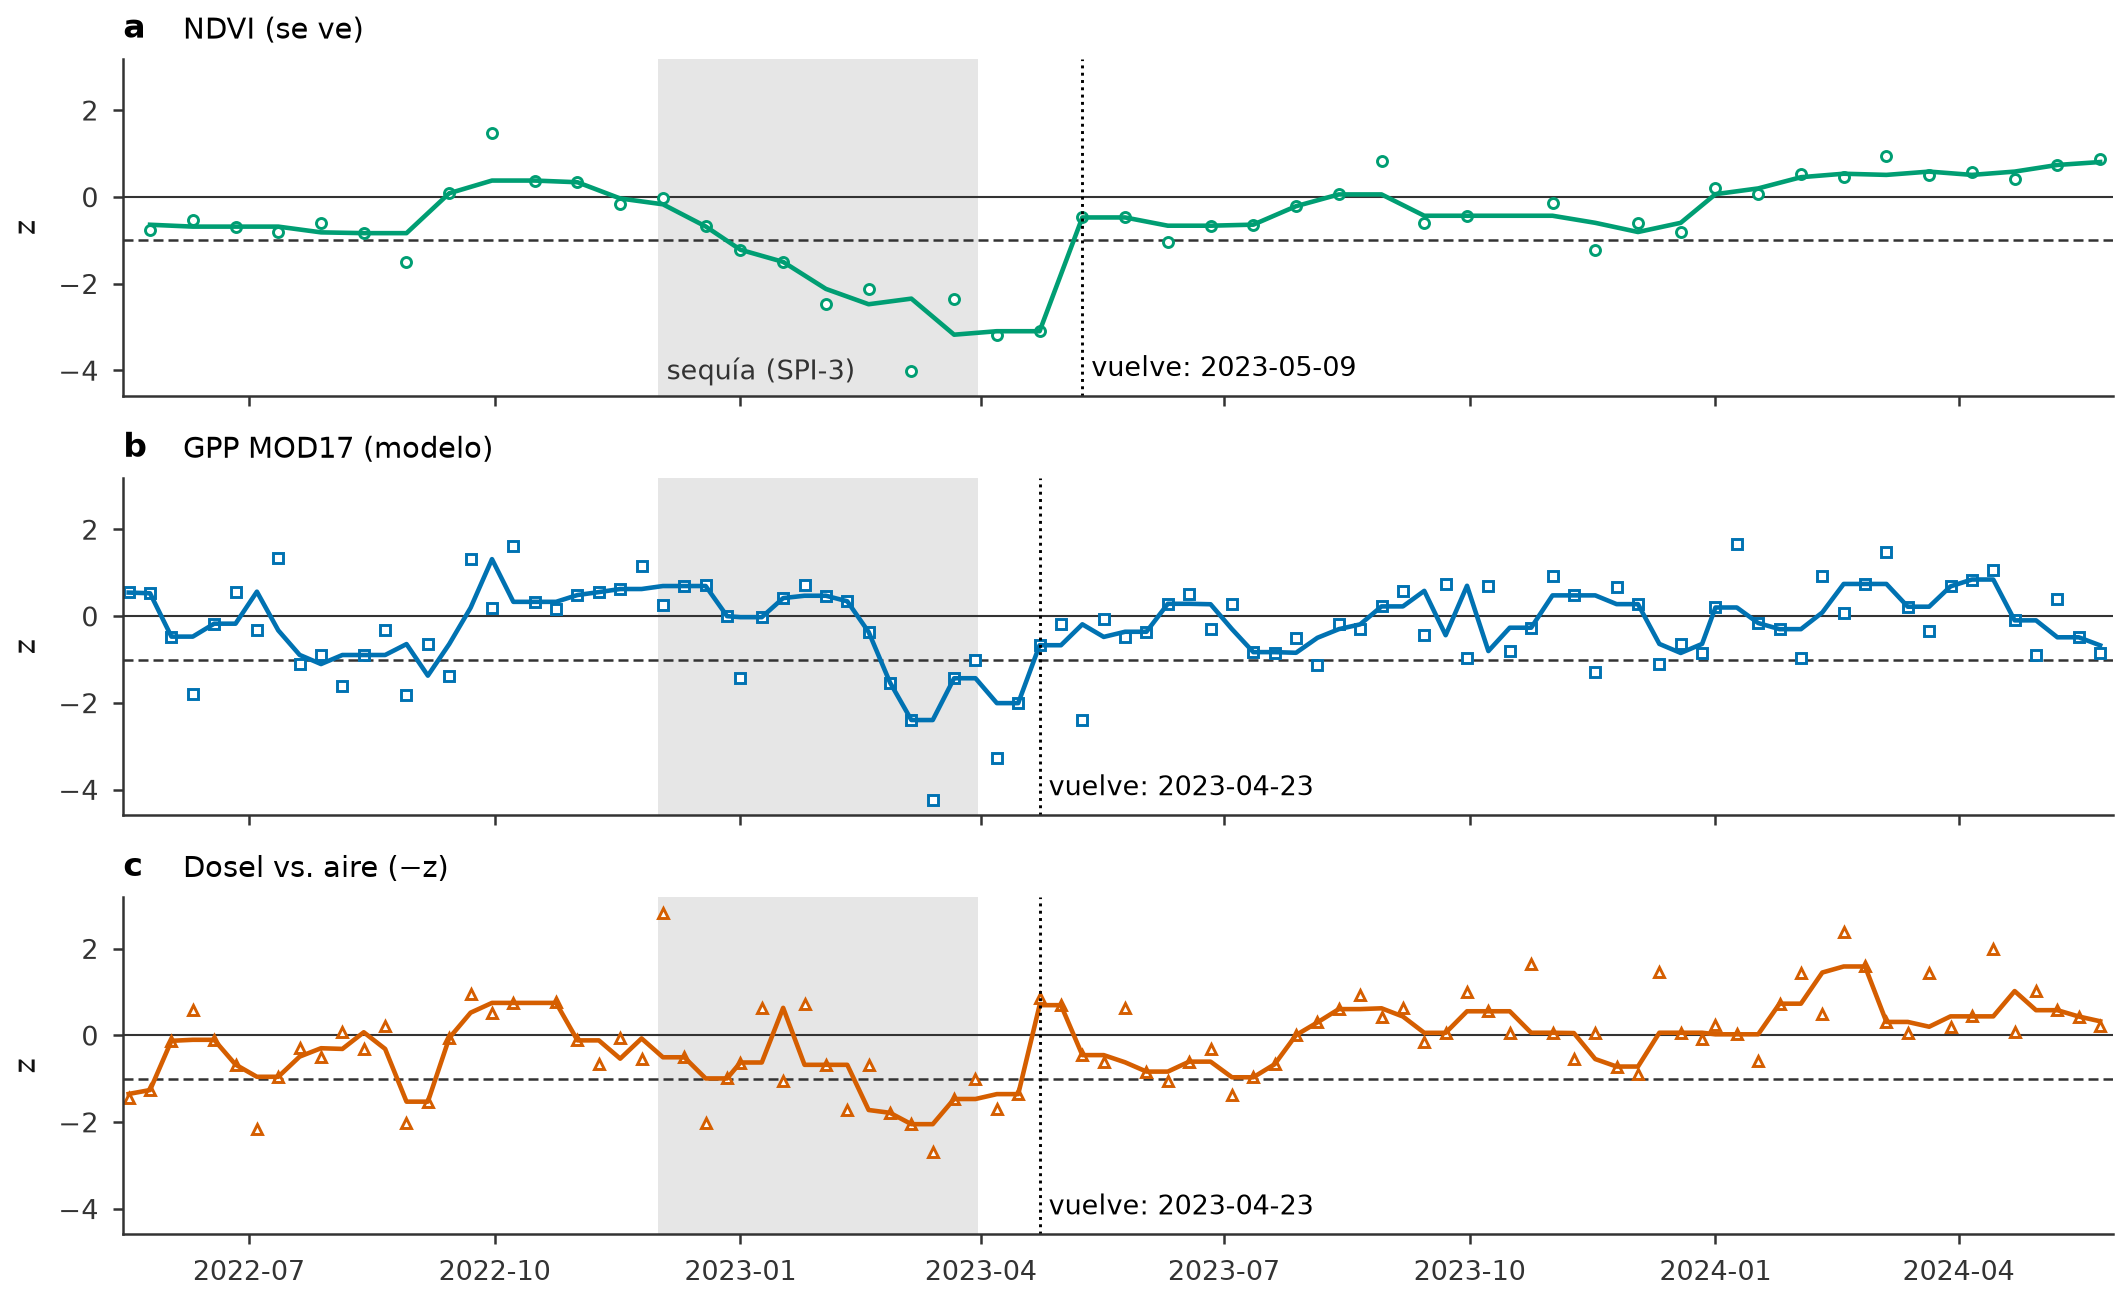 a NDVI (se ve)
2
0
−2
−4
z
sequía (SPI-3)
vuelve: 2023-05-09
b GPP MOD17 (modelo)
2
0
−2
−4
z
vuelve: 2023-04-23
c Dosel vs. aire (−z)
2
0
−2
−4
z
vuelve: 2023-04-23
2022-07 2022-10 2023-01 2023-04 2023-07 2023-10 2024-01 2024-04